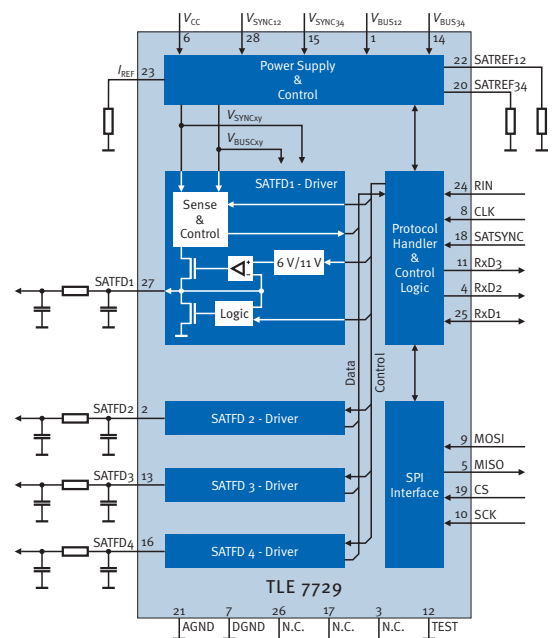 VCC VSYNC12 VSYNC34 VBUS12 VBUS34
6 28 15 1 14
IREF 23
Power Supply
&
Control
22 SATREF12
20 SATREF34
VSYNCxy
VBUSCxy
SATFD1 - Driver
Sense
&
Control
6 V/11 V
+
-
Logic
SATFD1 27
Protocol
Handler
&
Control
Logic
24 RIN
8 CLK
18 SATSYNC
11 RxD3
4 RxD2
25 RxD1
Data
Control
SATFD2 2
SATFD 2 - Driver
SATFD3 13
SATFD 3 - Driver
SATFD4 16
SATFD 4 - Driver
SPI
Interface
9 MOSI
5 MISO
19 CS
10 SCK
TLE 7729
21 7 26 17 3 12
AGND DGND N.C. N.C. N.C. TEST